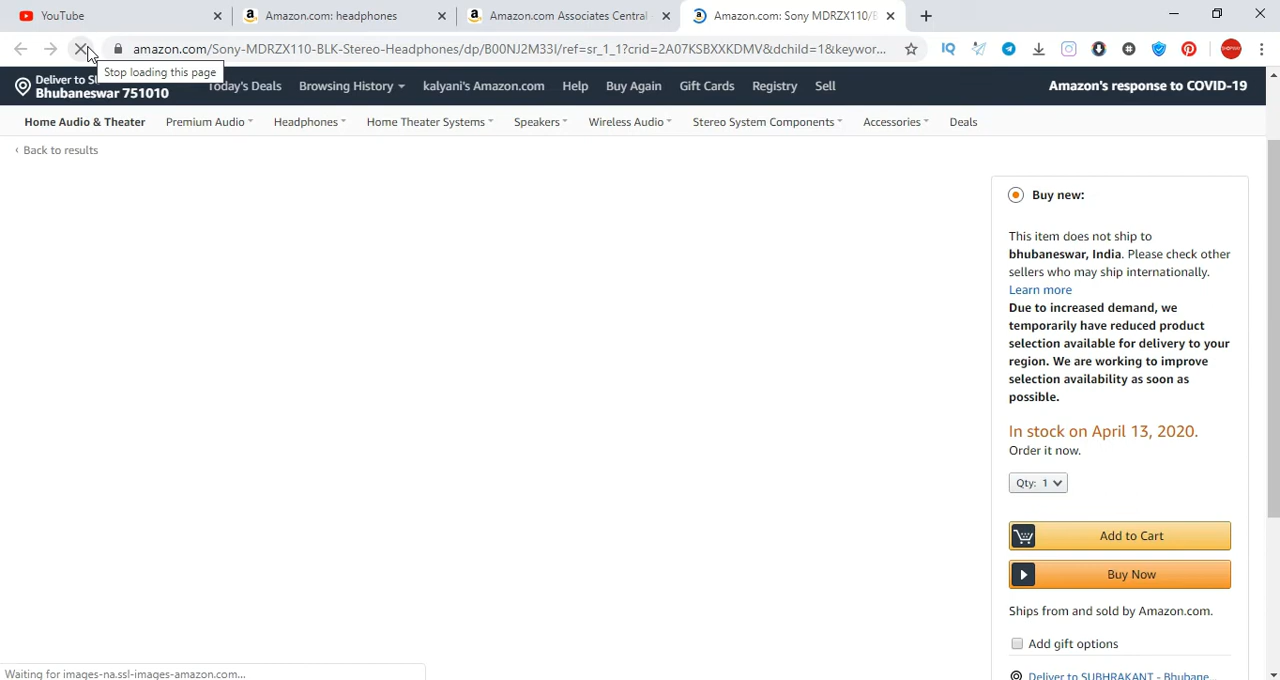 YouTube
Amazon.com: headphones
Amazon.com Associates Central
Amazon.com: Sony MDRZX110/B
amazon.com/Sony-MDRZX110-BLK-Stereo-Headphones/dp/B00NJ2M33I/ref=sr_1_1?crid=2A07KSBXXKDMV&dchild=1&keywor...
Stop loading this page
Deliver to
Bhubaneswar 751010
Today's Deals
Browsing History
kalyani's Amazon.com
Help
Buy Again
Gift Cards
Registry
Sell
Amazon's response to COVID-19
Home Audio & Theater
Premium Audio
Headphones
Home Theater Systems
Speakers
Wireless Audio
Stereo System Components
Accessories
Deals
‹ Back to results
Buy new:
This item does not ship to
bhubaneswar, India. Please check other
sellers who may ship internationally.
Learn more
Due to increased demand, we
temporarily have reduced product
selection available for delivery to your
region. We are working to improve
selection availability as soon as
possible.
In stock on April 13, 2020.
Order it now.
Qty: 1
Add to Cart
Buy Now
Ships from and sold by Amazon.com.
Add gift options
Deliver to SUBHRAKANT - Bhubane...
Waiting for images-na.ssl-images-amazon.com...